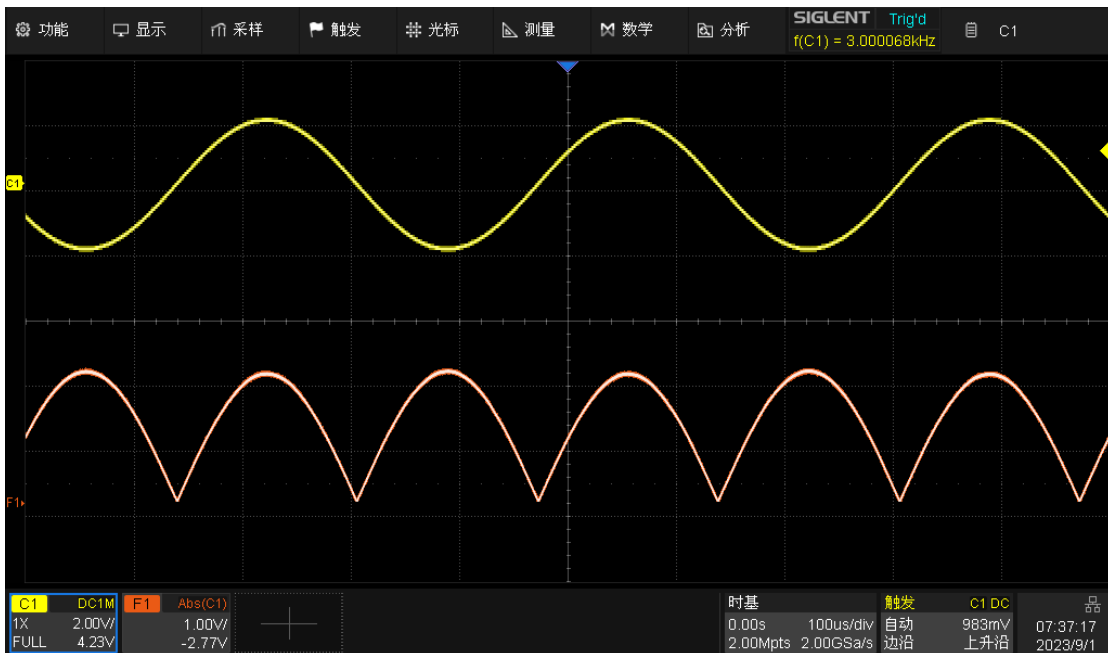 功能 显示 采样 触发 光标 测量 数学 分析 SIGLENT Trig'd
f(C1) = 3.000068kHz C1
C1
F1
C1 DC1M F1 Abs(C1) 时基 触发 C1 DC
1X 2.00V/ 1.00V/ 0.00s 100us/div 自动 983mV 07:37:17
FULL 4.23V -2.77V 2.00Mpts 2.00GSa/s 边沿 上升沿 2023/9/1